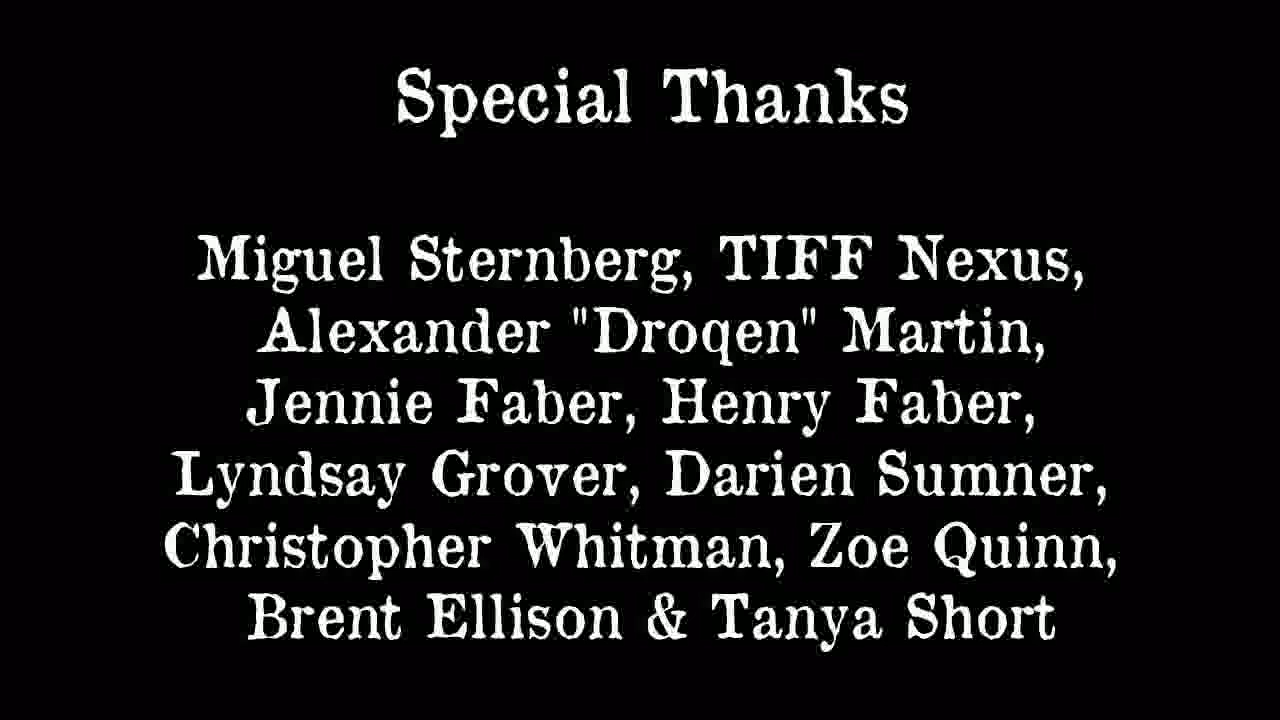 Special Thanks
Miguel Sternberg, TIFF Nexus,
Alexander "Droqen" Martin,
Jennie Faber, Henry Faber,
Lyndsay Grover, Darien Sumner,
Christopher Whitman, Zoe Quinn,
Brent Ellison & Tanya Short